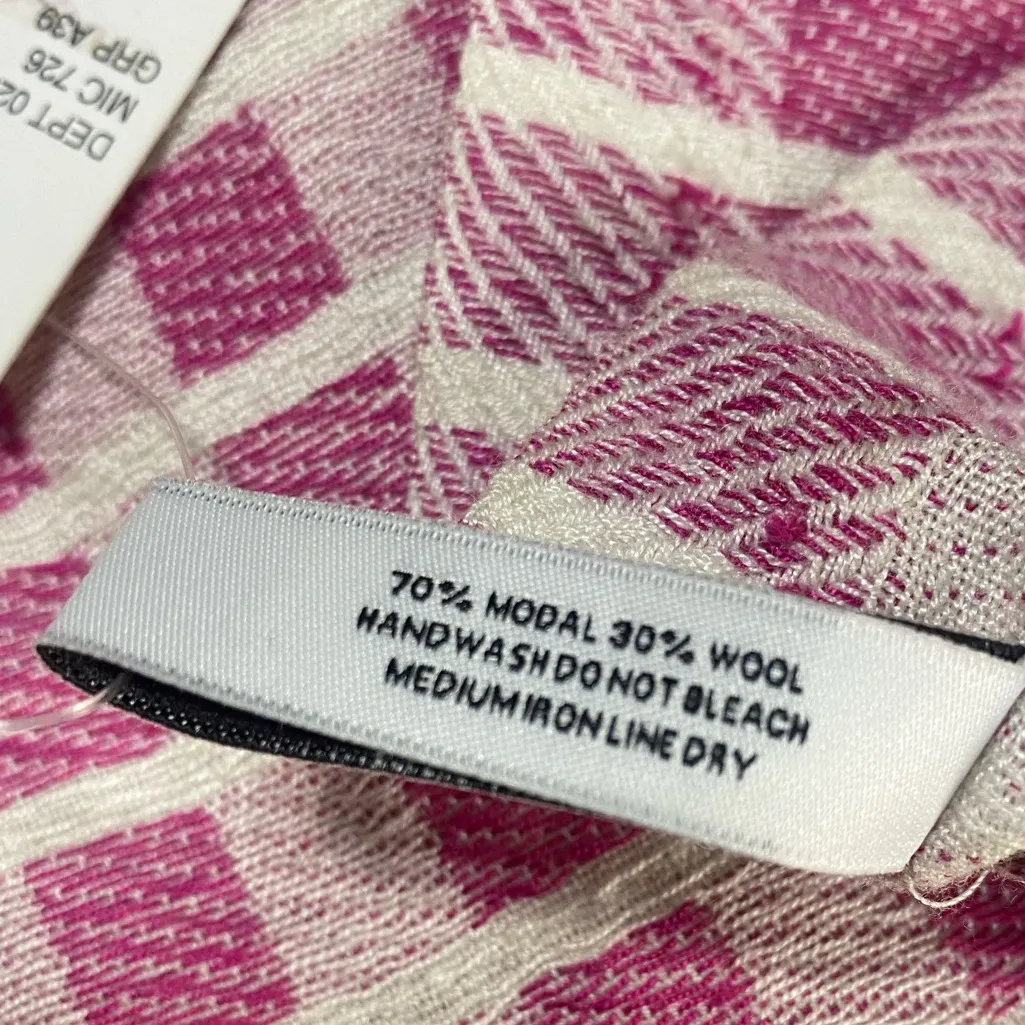 DEPT 02
MIC 726
GRP A39
70% MODAL 30% WOOL
HANDWASH DO NOT BLEACH
MEDIUM IRON LINE DRY